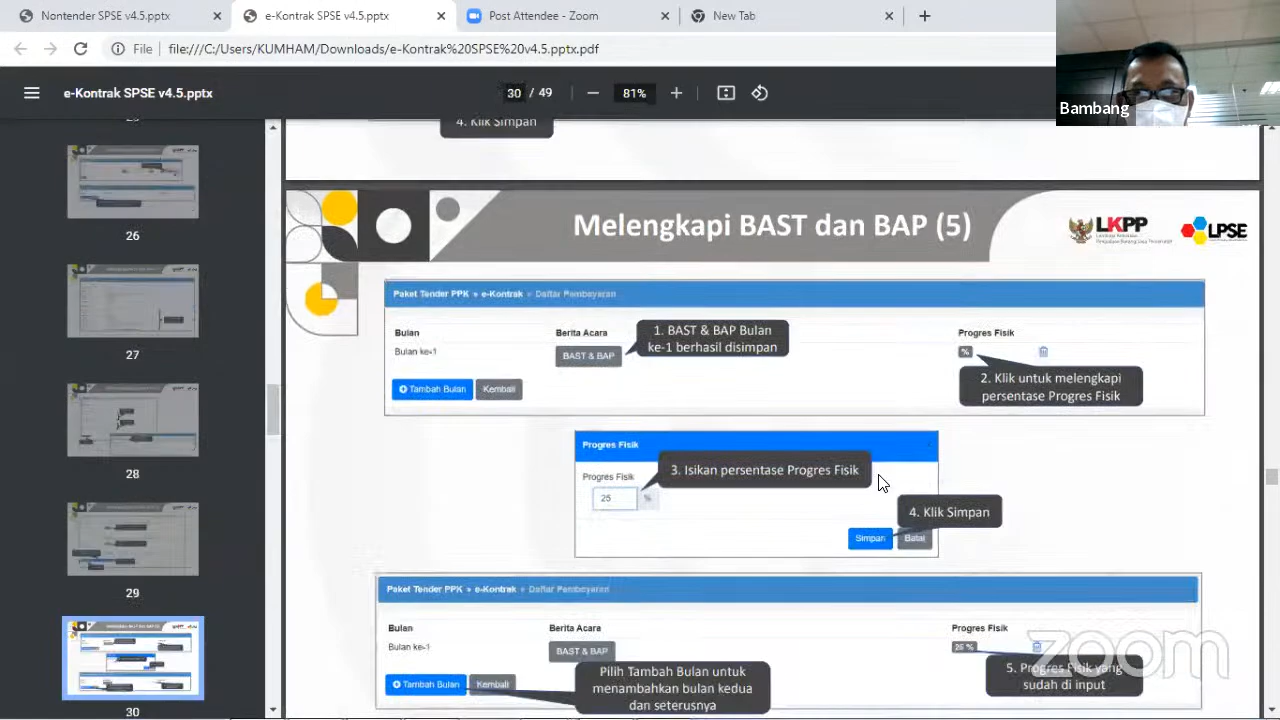 Nontender SPSE v4.5.pptx
e-Kontrak SPSE v4.5.pptx
Post Attendee - Zoom
New Tab
File
file:///C:/Users/KUMHAM/Downloads/e-Kontrak%20SPSE%20v4.5.pptx.pdf
e-Kontrak SPSE v4.5.pptx
30 / 49
81%
Bambang
26
27
28
29
30
4. Klik Simpan
Melengkapi BAST dan BAP (5)
LKPP
LPSE
Paket Tender PPK » e-Kontrak » Daftar Pembayaran
Bulan
Berita Acara
Progres Fisik
Bulan ke-1
BAST & BAP
%
1. BAST & BAP Bulan
ke-1 berhasil disimpan
2. Klik untuk melengkapi
persentase Progres Fisik
Tambah Bulan
Kembali
Progres Fisik
Progres Fisik
25
%
3. Isikan persentase Progres Fisik
4. Klik Simpan
Simpan
Batal
Paket Tender PPK » e-Kontrak » Daftar Pembayaran
Bulan
Berita Acara
Progres Fisik
Bulan ke-1
BAST & BAP
25 %
Tambah Bulan
Kembali
Pilih Tambah Bulan untuk
menambahkan bulan kedua
dan seterusnya
5. Progres Fisik yang
sudah di input
zoom